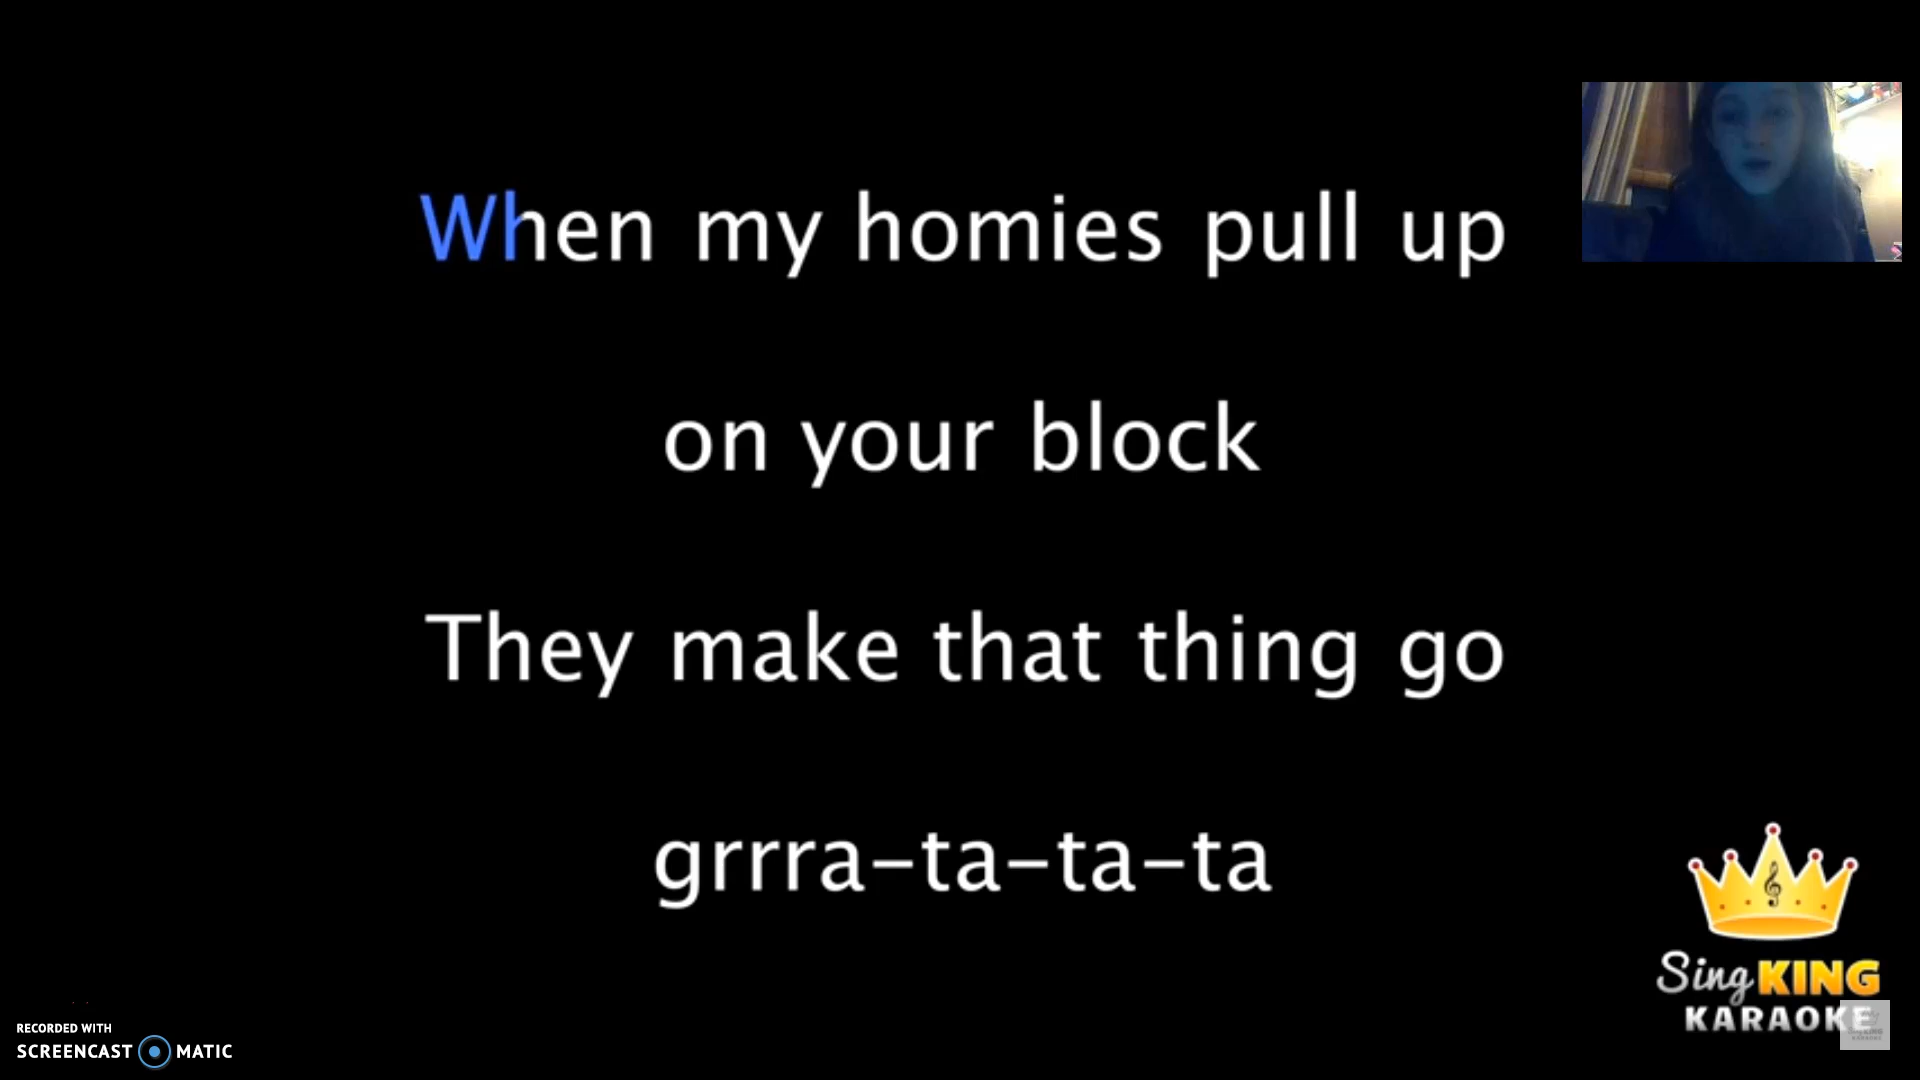 When my homies pull up
on your block
They make that thing go
grrra-ta-ta-ta
Sing KING
KARAOKE
RECORDED WITH
SCREENCAST MATIC